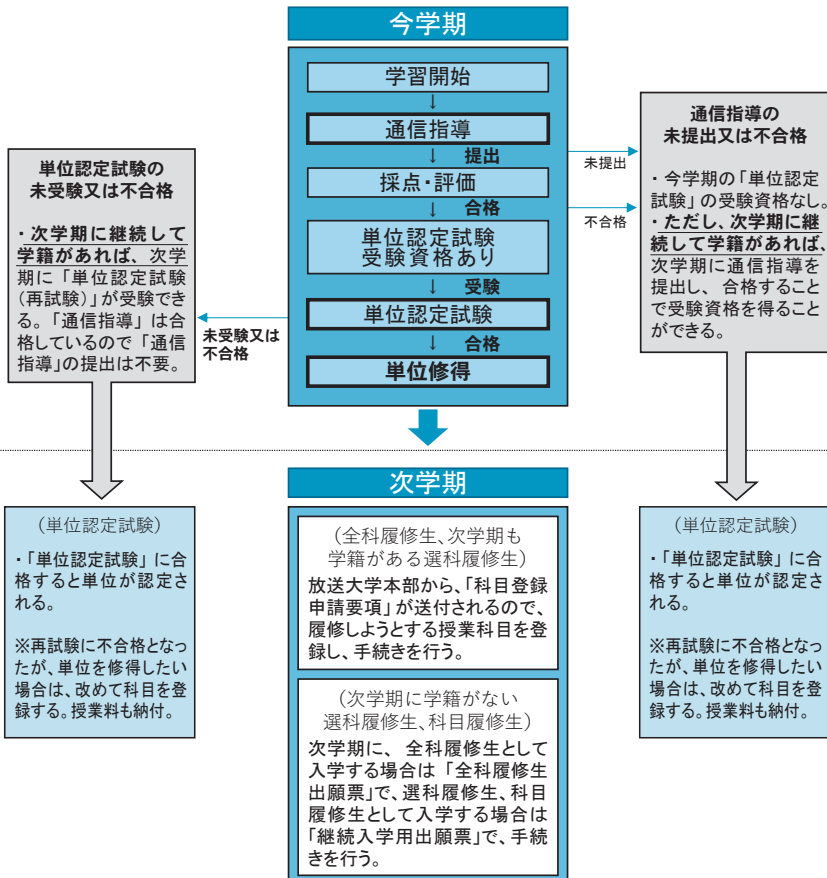 今学期
学習開始
↓
通信指導
↓ 提出
採点・評価
↓ 合格
単位認定試験
受験資格あり
↓ 受験
単位認定試験
↓ 合格
単位修得
未提出
不合格
未受験又は
不合格
単位認定試験の
未受験又は不合格
・次学期に継続して
学籍があれば、次学
期に「単位認定試験
（再試験）」が受験でき
る。「通信指導」は合
格しているので「通信
指導」の提出は不要。
通信指導の
未提出又は不合格
・今学期の「単位認定
試験」の受験資格なし。
・ただし、次学期に継
続して学籍があれば、
次学期に通信指導を
提出し、合格すること
で受験資格を得ること
ができる。
（単位認定試験）
・「単位認定試験」に合
格すると単位が認定さ
れる。
※再試験に不合格となっ
たが、単位を修得したい
場合は、改めて科目を登
録する。授業料も納付。
次学期
（全科履修生、次学期も
学籍がある選科履修生）
放送大学本部から、「科目登録
申請要項」が送付されるので、
履修しようとする授業科目を登
録し、手続きを行う。
（次学期に学籍がない
選科履修生、科目履修生）
次学期に、全科履修生として
入学する場合は「全科履修生
出願票」で、選科履修生、科目
履修生として入学する場合は
「継続入学用出願票」で、手続
きを行う。
（単位認定試験）
・「単位認定試験」に合
格すると単位が認定さ
れる。
※再試験に不合格となっ
たが、単位を修得したい
場合は、改めて科目を登
録する。授業料も納付。